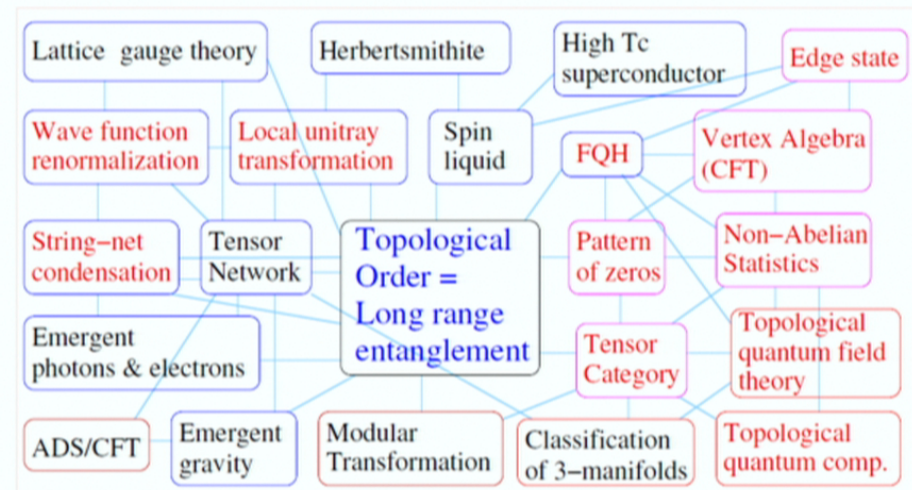 Lattice gauge theory
Herbertsmithite
High Tc
superconductor
Edge state
Wave function
renormalization
Local unitray
transformation
Spin
liquid
FQH
Vertex Algebra
(CFT)
String–net
condensation
Tensor
Network
Topological
Order =
Long range
entanglement
Pattern
of zeros
Non–Abelian
Statistics
Emergent
photons & electrons
Tensor
Category
Topological
quantum field
theory
ADS/CFT
Emergent
gravity
Modular
Transformation
Classification
of 3–manifolds
Topological
quantum comp.